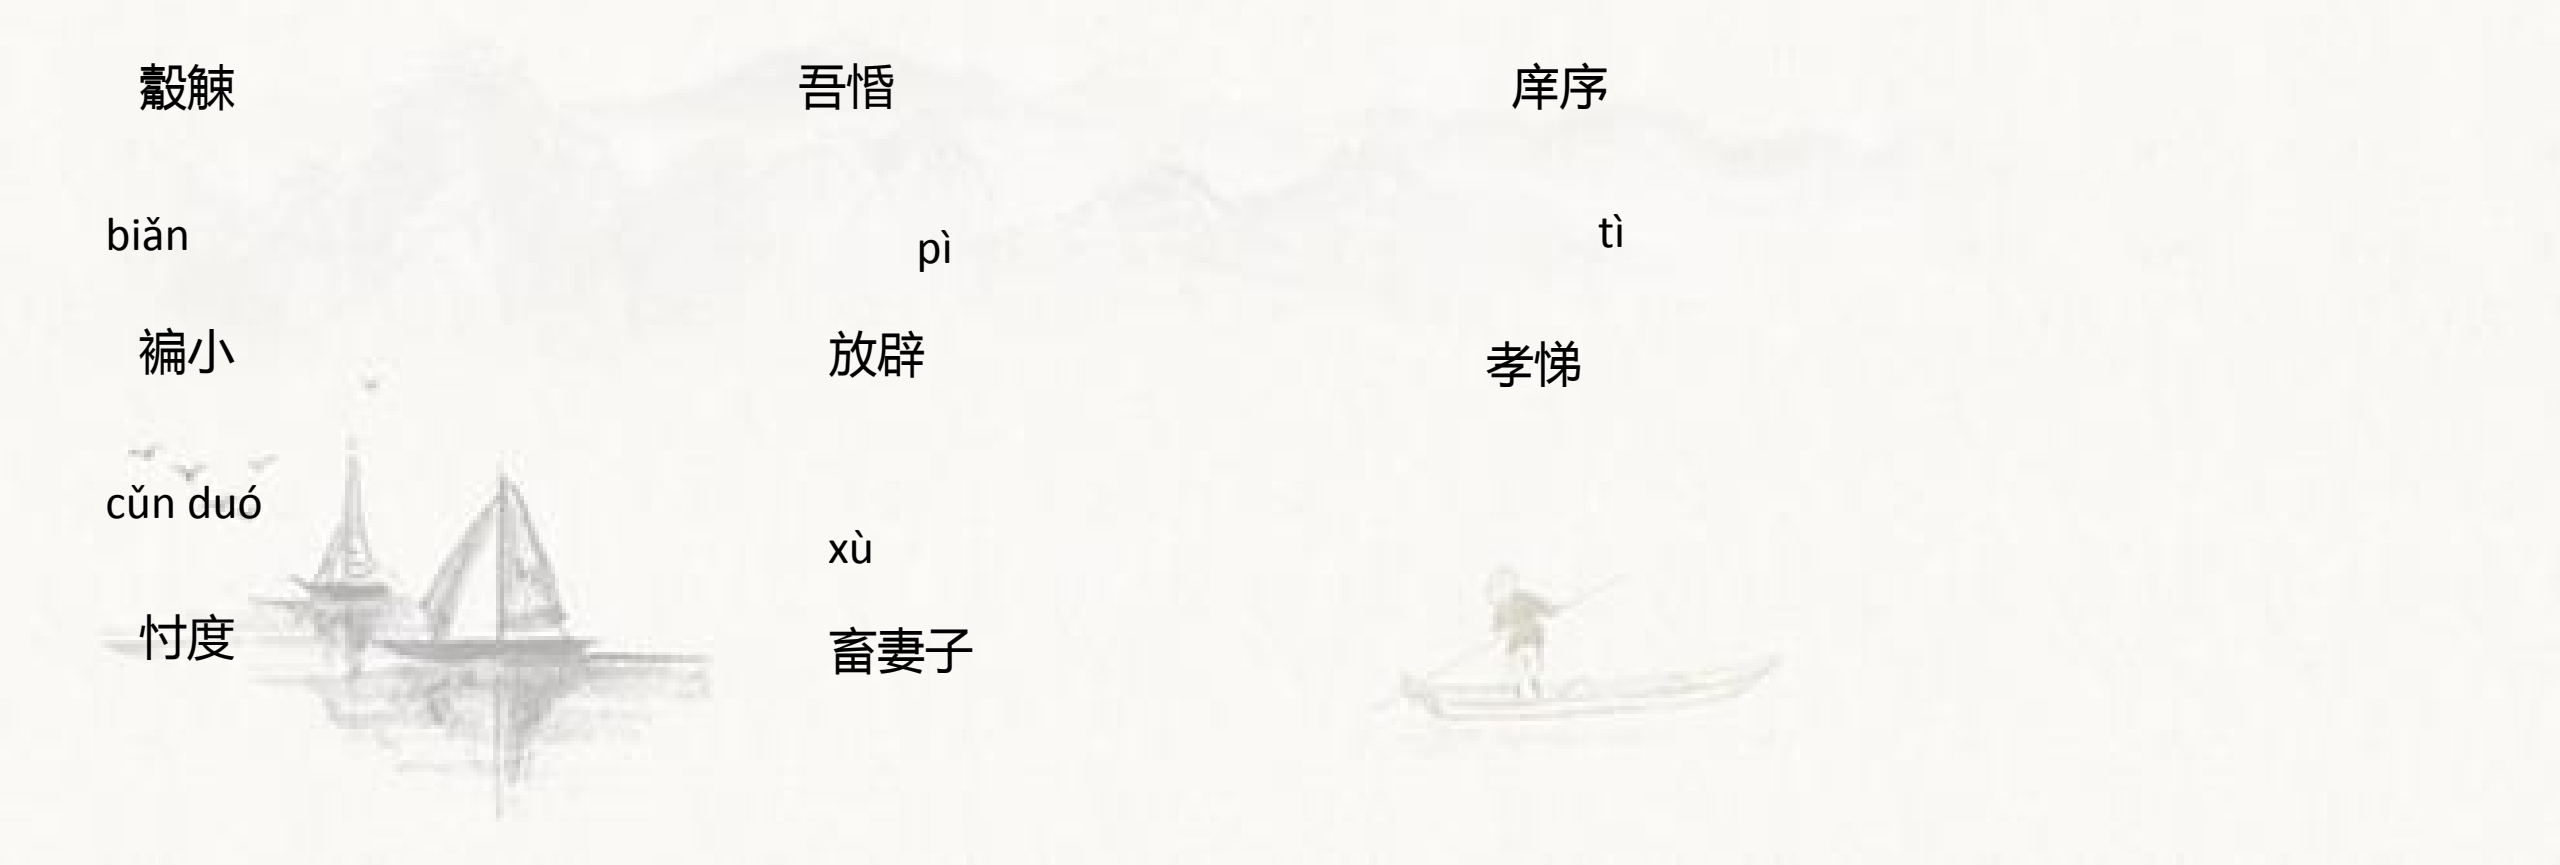 觳觫
吾惛
庠序
biǎn
pì
tì
褊小
放辟
孝悌
cǔn duó
xù
忖度
畜妻子